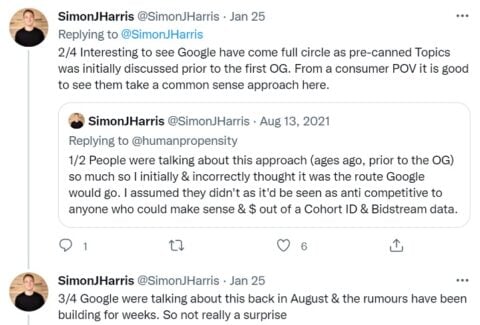 SimonJHarris @SimonJHarris · Jan 25
Replying to @SimonJHarris
2/4 Interesting to see Google have come full circle as pre-canned Topics
was initially discussed prior to the first OG. From a consumer POV it is good
to see them take a common sense approach here.
SimonJHarris @SimonJHarris · Aug 13, 2021
Replying to @humanpropensity
1/2 People were talking about this approach (ages ago, prior to the OG)
so much so I initially & incorrectly thought it was the route Google
would go. I assumed they didn't as it'd be seen as anti competitive to
anyone who could make sense & $ out of a Cohort ID & Bidstream data.
1 6
SimonJHarris @SimonJHarris · Jan 25
3/4 Google were talking about this back in August & the rumours have been
building for weeks. So not really a surprise